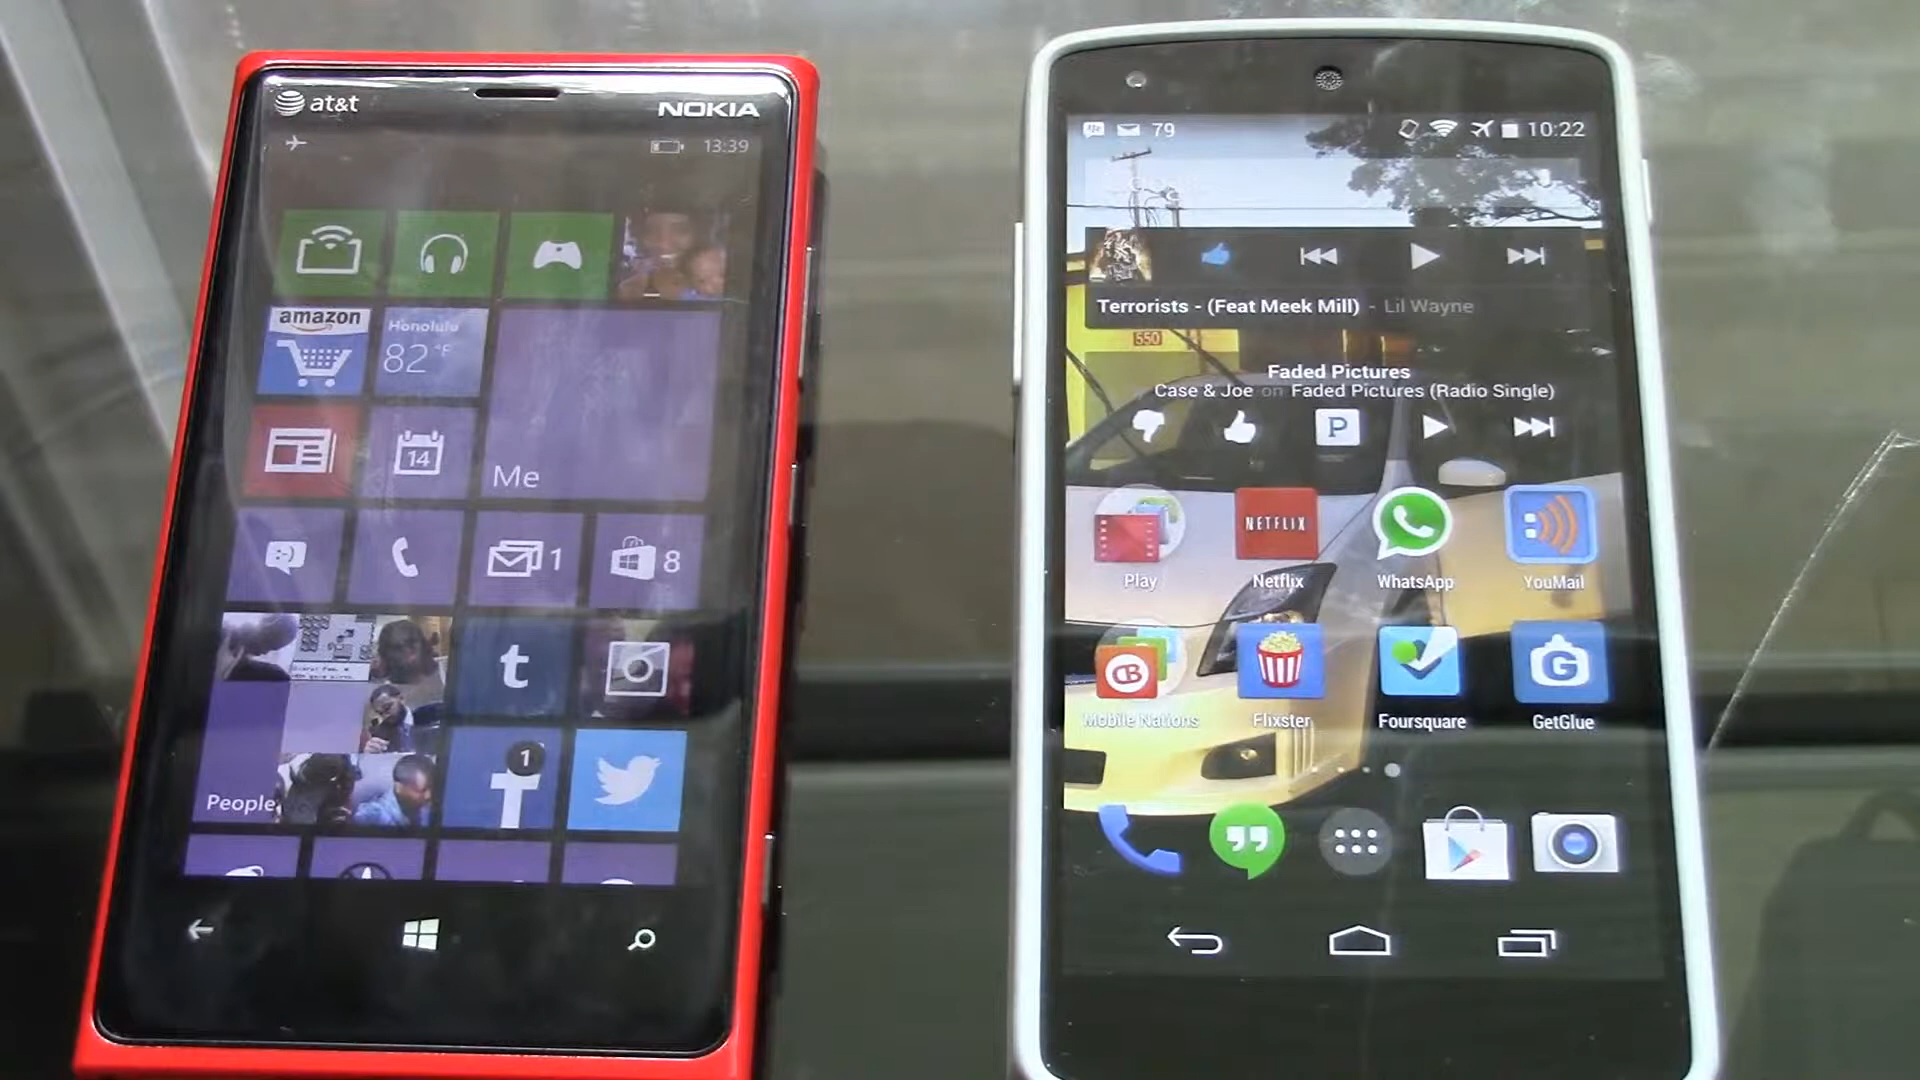 at&t
NOKIA
13:39
amazon
Honolulu
82°F
14
Me
1
8
t
1
People
79
10:22
Terrorists - (Feat Meek Mill) - Lil Wayne
550
Faded Pictures
Case & Joe on Faded Pictures (Radio Single)
P
NETFLIX
Play
Netflix
WhatsApp
YouMail
CB
G
Mobile Nations
Flixster
Foursquare
GetGlue